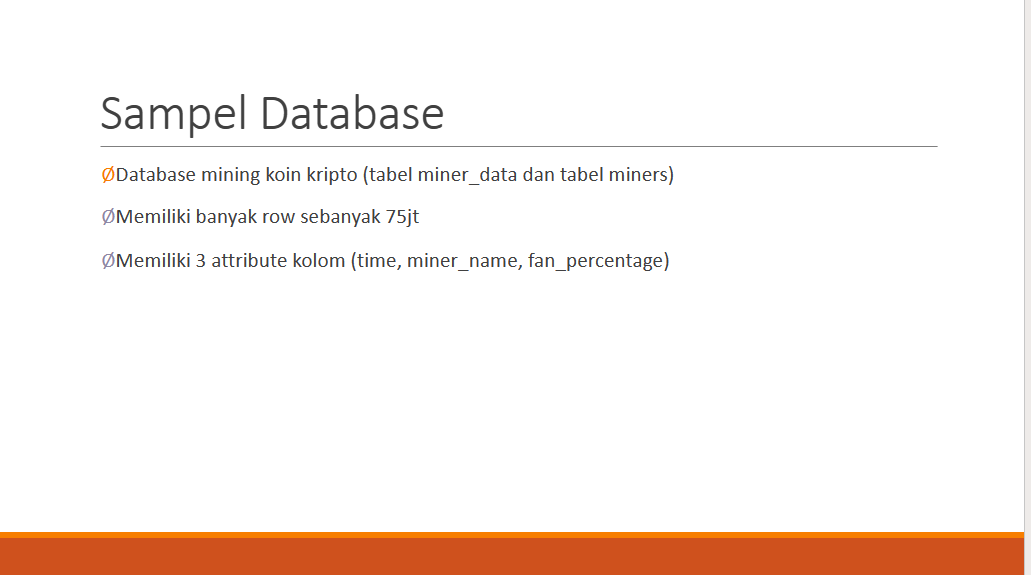 Sampel Database
ØDatabase mining koin kripto (tabel miner_data dan tabel miners)
ØMemiliki banyak row sebanyak 75jt
ØMemiliki 3 attribute kolom (time, miner_name, fan_percentage)